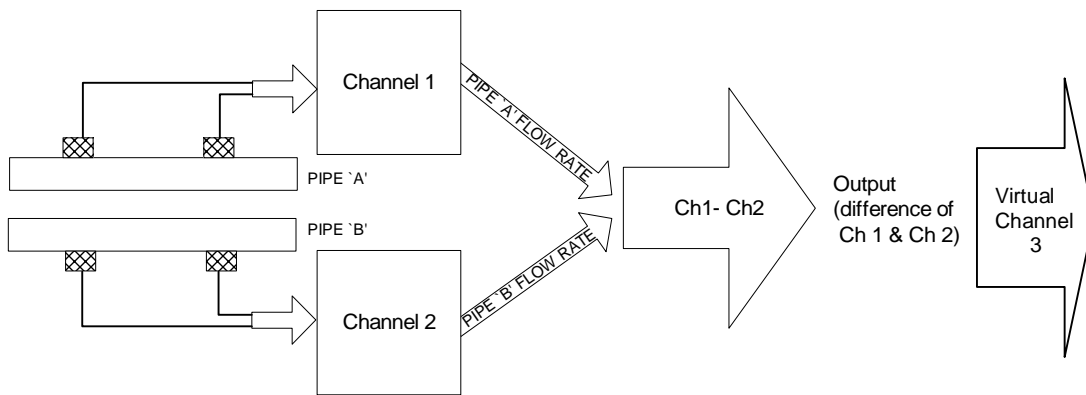 Channel 1
PIPE `A'
PIPE `B'
Channel 2
PIPE `A' FLOW RATE
PIPE `B' FLOW RATE
Ch1- Ch2
Output
(difference of
Ch 1 & Ch 2)
Virtual
Channel
3